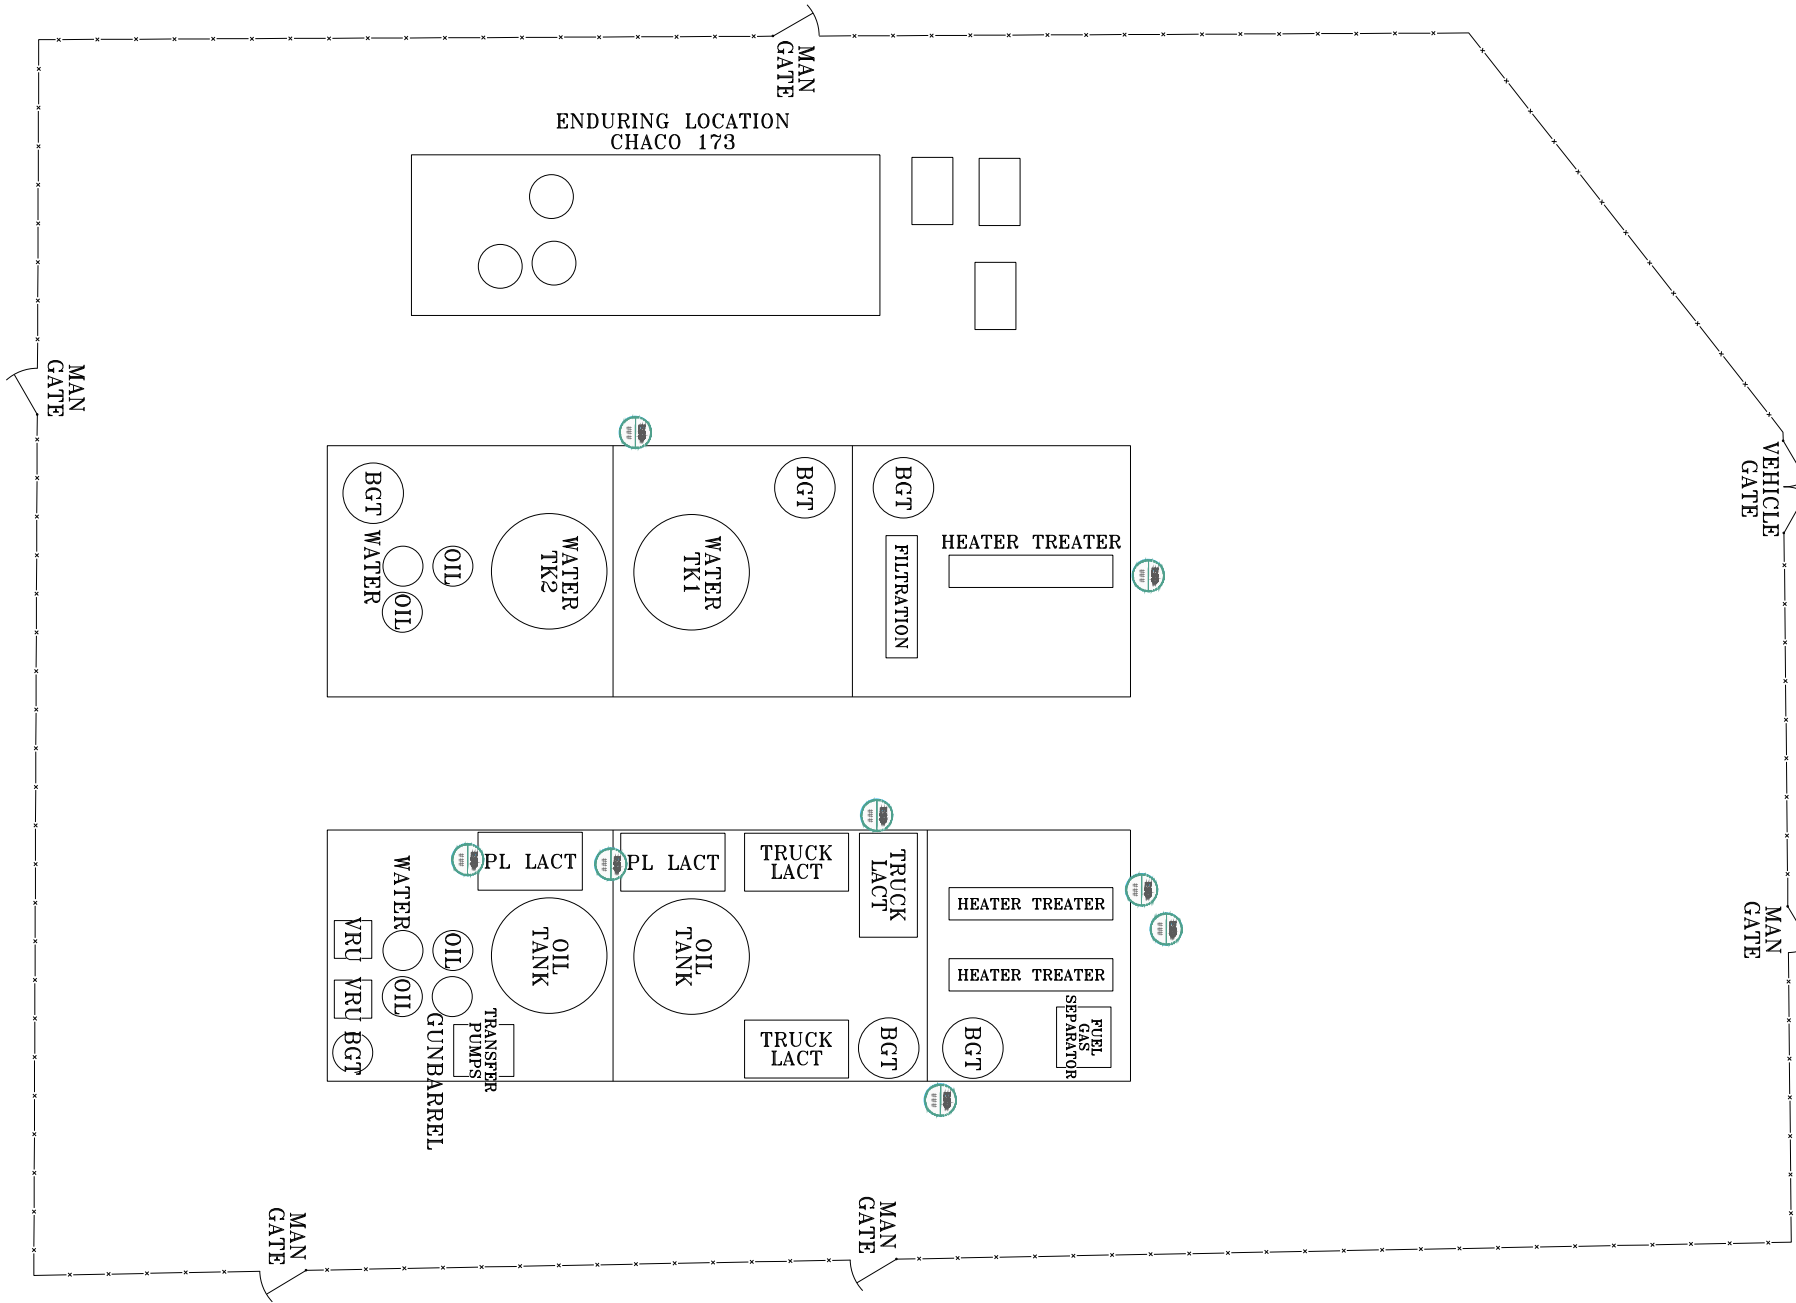 MAN
GATE
ENDURING LOCATION
CHACO 173
MAN
GATE
VEHICLE
GATE
BGT
WATER
OIL
OIL
WATER
TK2
WATER
TK1
BGT
BGT
FILTRATION
HEATER TREATER
###
###
PL LACT
PL LACT
TRUCK
LACT
TRUCK
LACT
###
###
###
WATER
VRU
VRU
BGT
OIL
OIL
GUNBARREL
TRANSFER
PUMPS
OIL
TANK
OIL
TANK
TRUCK
LACT
BGT
HEATER TREATER
HEATER TREATER
###
###
BGT
FUEL
GAS
SEPARATOR
###
MAN
GATE
MAN
GATE
MAN
GATE